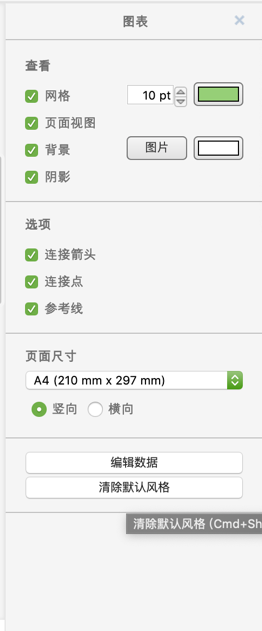 图表
查看
网格 10 pt
页面视图
背景 图片
阴影
选项
连接箭头
连接点
参考线
页面尺寸
A4 (210 mm x 297 mm)
竖向 横向
编辑数据
清除默认风格
清除默认风格 (Cmd+Sh